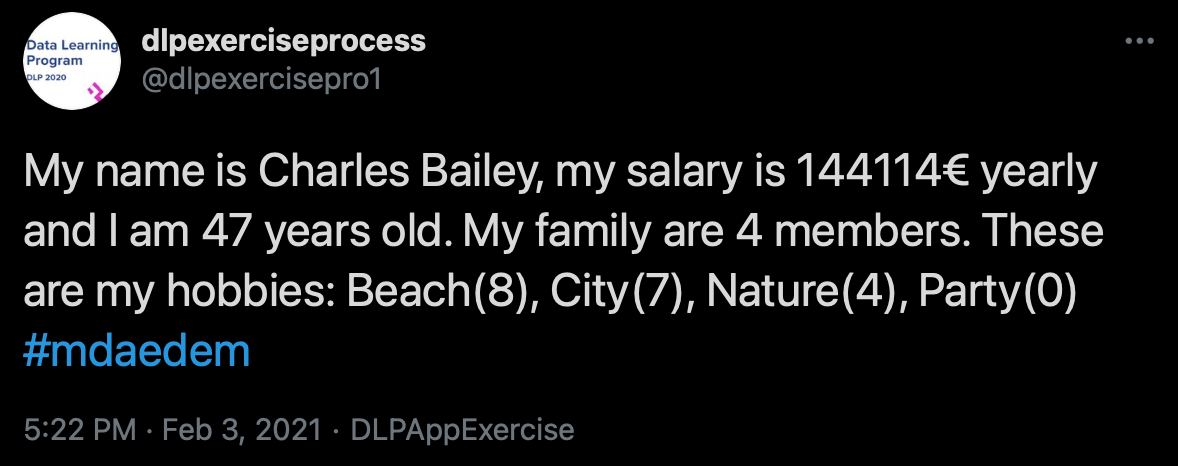 Data Learning
Program
DLP 2020
dlpexerciseprocess
@dlpexercisepro1
My name is Charles Bailey, my salary is 144114€ yearly
and I am 47 years old. My family are 4 members. These
are my hobbies: Beach(8), City(7), Nature(4), Party(0)
#mdaedem
5:22 PM · Feb 3, 2021 · DLPAppExercise